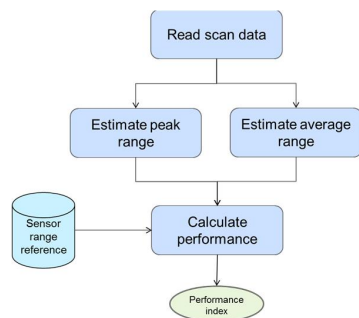 Read scan data
Estimate peak
range
Estimate average
range
Sensor
range
reference
Calculate
performance
Performance
index